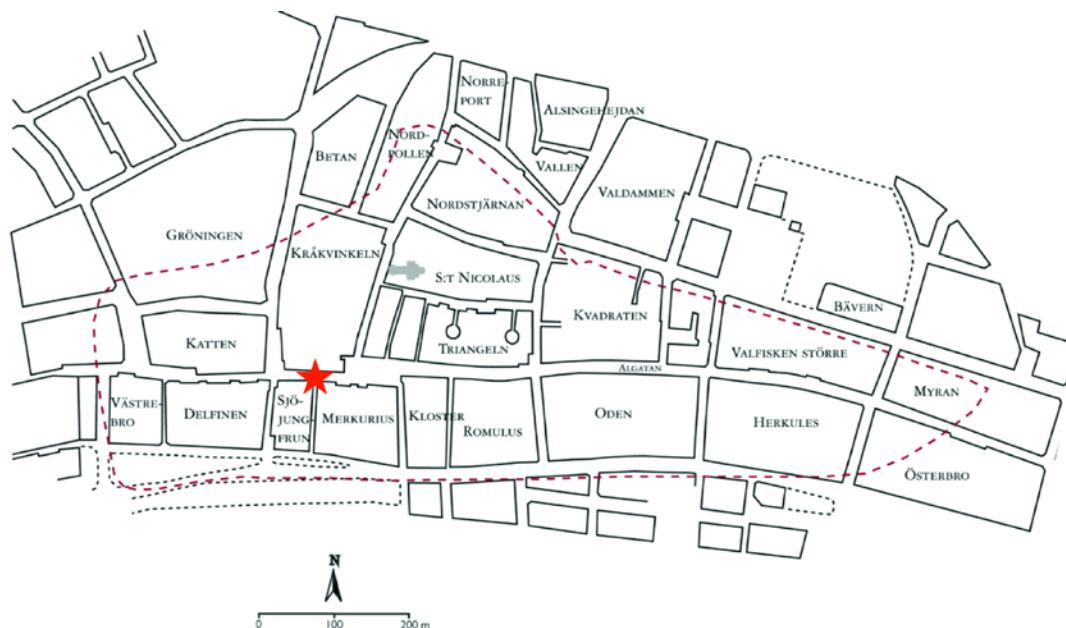 Norre-
port
Alsingehejdan
Nord-
pollen
Betan
Vallen
Valdammen
Nordstjärnan
Gröningen
Kråkvinkeln
S:t Nicolaus
Bävern
Kvadraten
Katten
Triangeln
Valfisken större
Algatan
Myran
Västre-
bro
Delfinen
Sjö-
jung-
frun
Merkurius
Kloster
Romulus
Oden
Herkules
Österbro
N
0 100 200 m